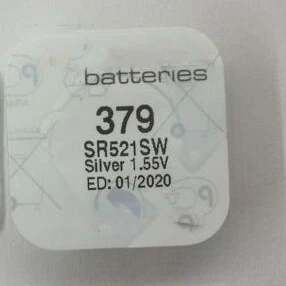 batteries
379
SR521SW
Silver 1.55V
ED: 01/2020